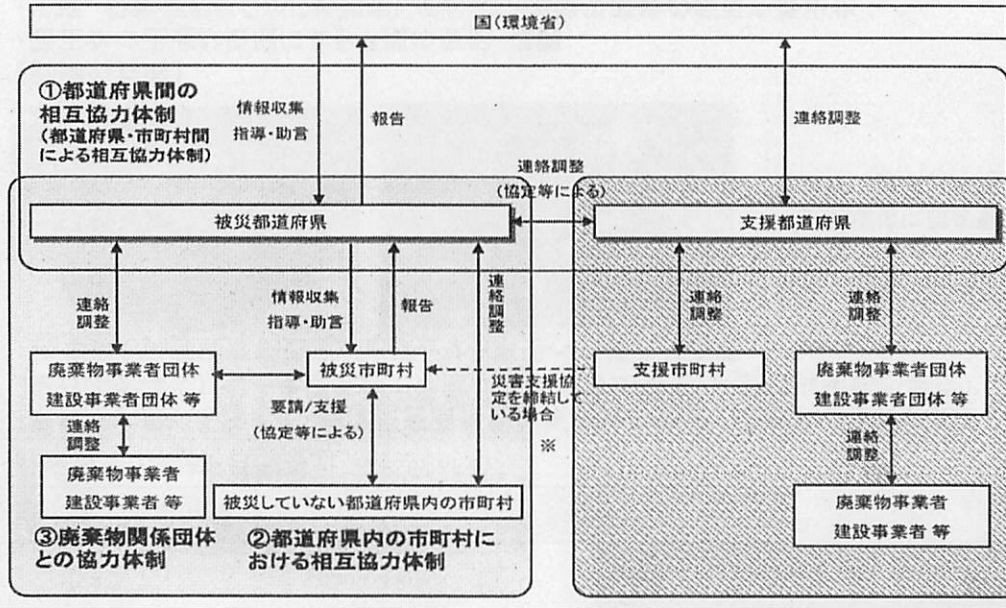 国(環境省)
①都道府県間の
相互協力体制
(都道府県・市町村間
による相互協力体制)
情報収集
指導・助言
報告
連絡調整
連絡調整
(協定等による)
被災都道府県
支援都道府県
連絡
調整
情報収集
指導・助言
報告
連絡
調整
連絡
調整
連絡
調整
廃棄物事業者団体
建設事業者団体 等
被災市町村
災害支援協
定を締結して
いる場合
※
支援市町村
廃棄物事業者団体
建設事業者団体 等
要請/支援
(協定等による)
連絡
調整
連絡
調整
廃棄物事業者
建設事業者 等
被災していない都道府県内の市町村
廃棄物事業者
建設事業者 等
③廃棄物関係団体
との協力体制
②都道府県内の市町村に
おける相互協力体制